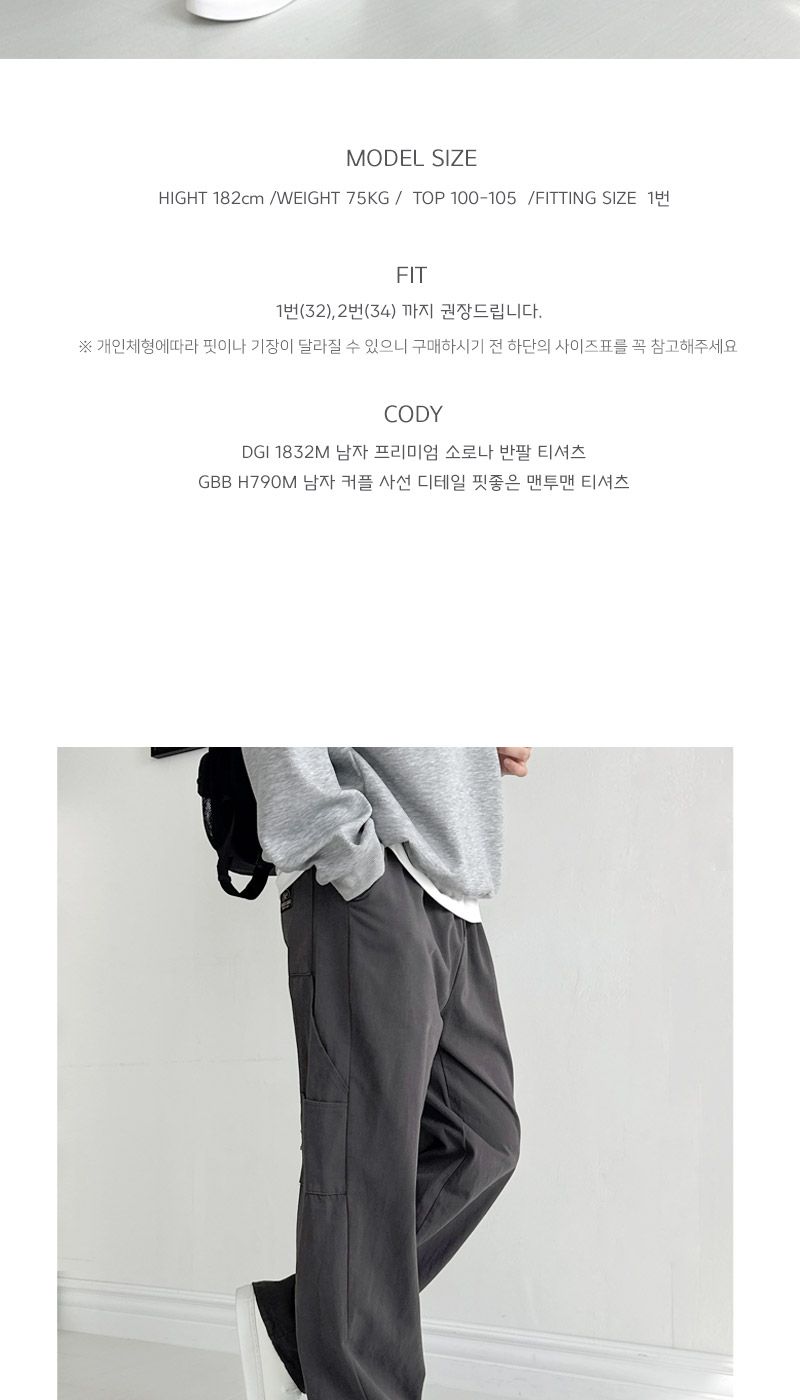 MODEL SIZE
HIGHT 182cm /WEIGHT 75KG / TOP 100-105 /FITTING SIZE 1번
FIT
1번(32),2번(34) 까지 권장드립니다.
※ 개인체형에따라 핏이나 기장이 달라질 수 있으니 구매하시기 전 하단의 사이즈표를 꼭 참고해주세요
CODY
DGI 1832M 남자 프리미엄 소로나 반팔 티셔츠
GBB H790M 남자 커플 사선 디테일 핏좋은 맨투맨 티셔츠